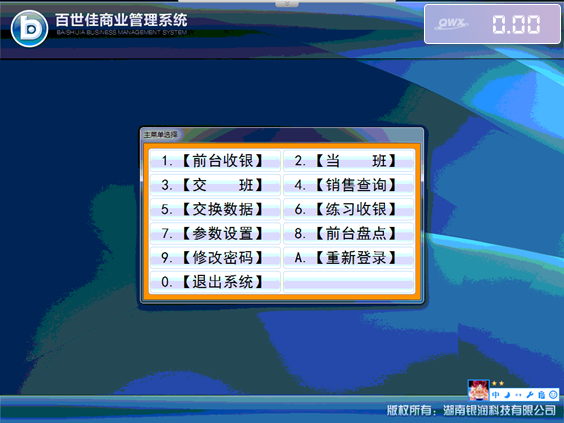 百世佳商业管理系统
BAISHIJIA BUSINESS MANAGEMENT SYSTEM
QWX 0.00
主菜单选择
1.【前台收银】 2.【当 班】
3.【交 班】 4.【销售查询】
5.【交换数据】 6.【练习收银】
7.【参数设置】 8.【前台盘点】
9.【修改密码】 A.【重新登录】
0.【退出系统】
中
版权所有：湖南银润科技有限公司